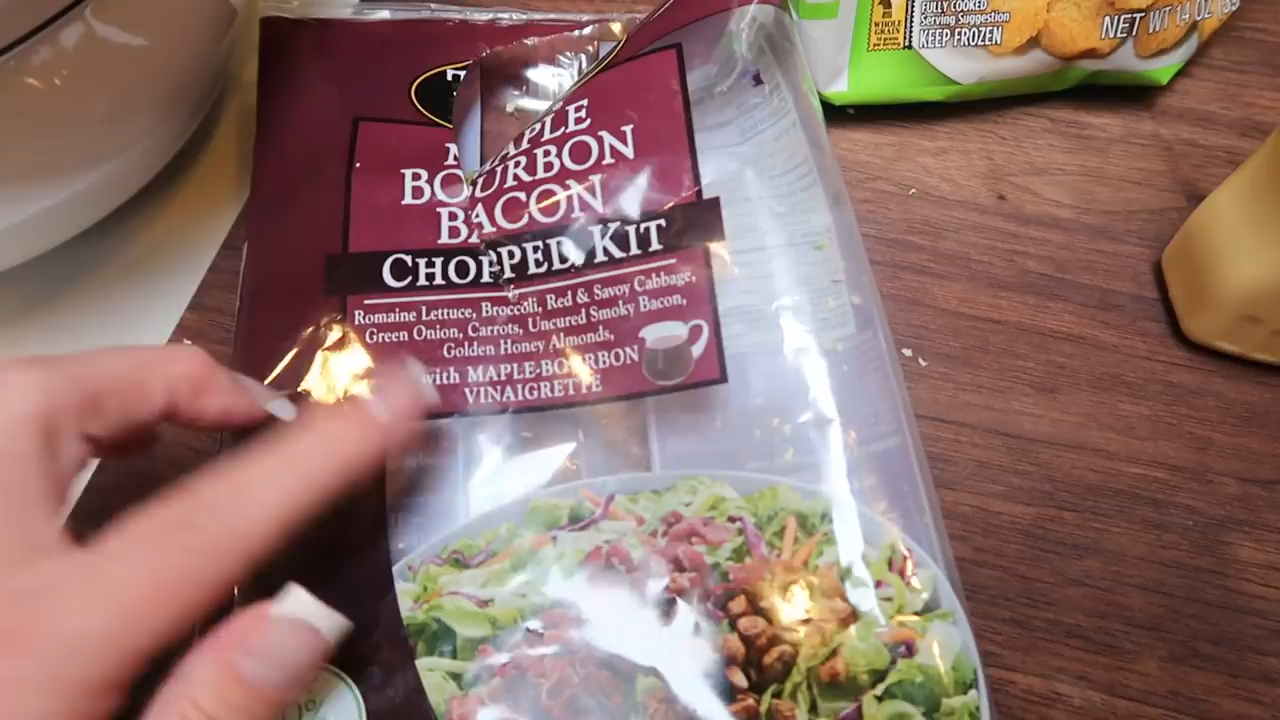 MAPLE
BOURBON
BACON
CHOPPED KIT
Romaine Lettuce, Broccoli, Red & Savoy Cabbage,
Green Onion, Carrots, Uncured Smoky Bacon,
Golden Honey Almonds,
with MAPLE-BOURBON
VINAIGRETTE
FULLY COOKED
Serving Suggestion
KEEP FROZEN
WHOLE
GRAIN
NET WT 14 OZ